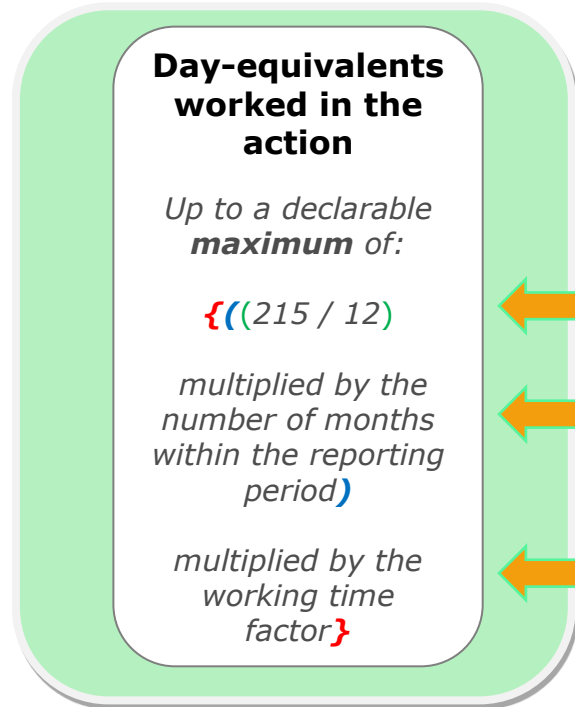 Day-equivalents
worked in the
action
Up to a declarable
maximum of:
{((215 / 12)
multiplied by the
number of months
within the reporting
period)
multiplied by the
working time
factor}